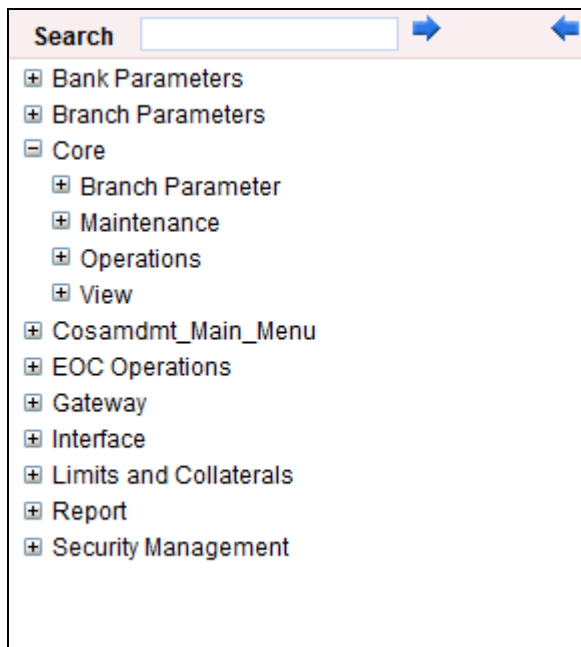 Search
Bank Parameters
Branch Parameters
Core
Branch Parameter
Maintenance
Operations
View
Cosamdmt_Main_Menu
EOC Operations
Gateway
Interface
Limits and Collaterals
Report
Security Management